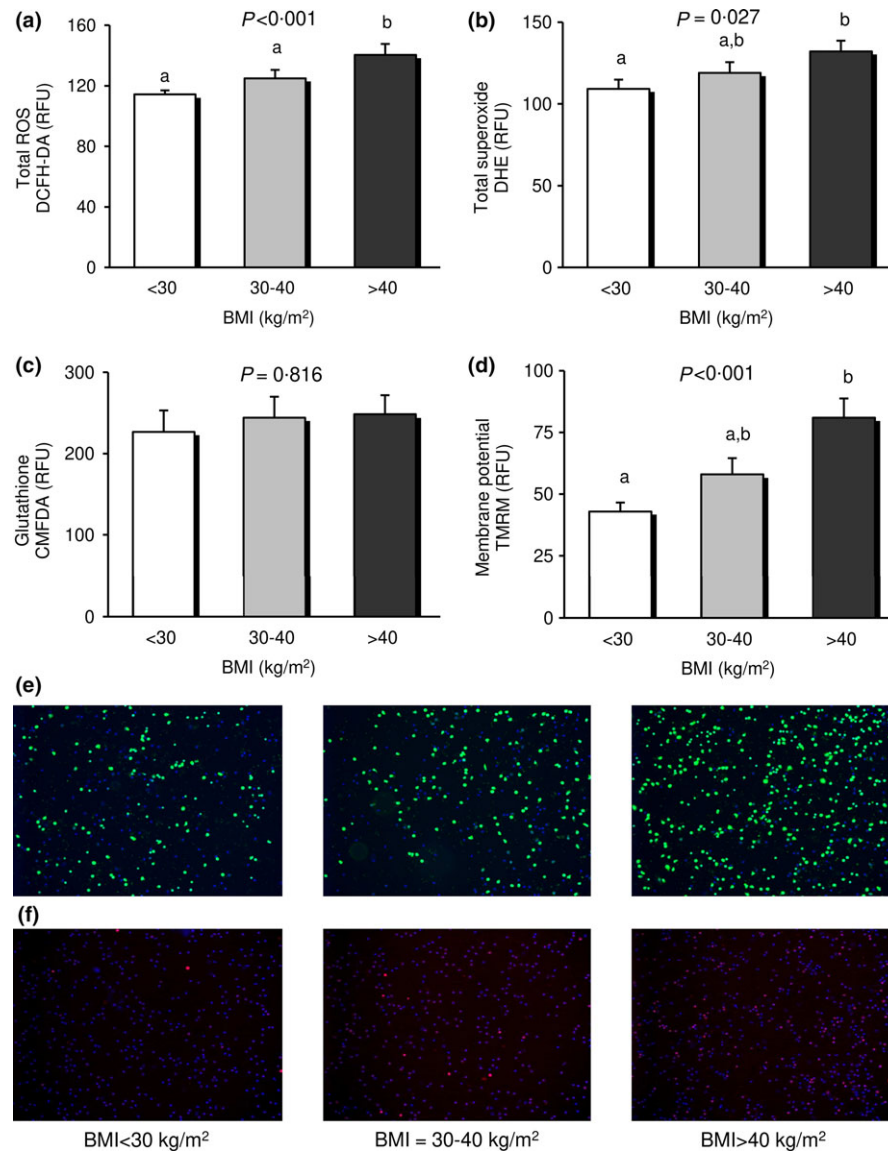 (a)
P<0·001
160
120
80
40
0
Total ROS
DCFH-DA (RFU)
a
a
b
<30
30-40
>40
BMI (kg/m²)
(b)
P = 0·027
150
100
50
0
Total superoxide
DHE (RFU)
a
a,b
b
<30
30-40
>40
BMI (kg/m²)
(c)
P = 0·816
300
200
100
0
Glutathione
CMFDA (RFU)
<30
30-40
>40
BMI (kg/m²)
(d)
P<0·001
100
75
50
25
0
Membrane potential
TMRM (RFU)
a
a,b
b
<30
30-40
>40
BMI (kg/m²)
(e)
(f)
BMI<30 kg/m²
BMI = 30-40 kg/m²
BMI>40 kg/m²